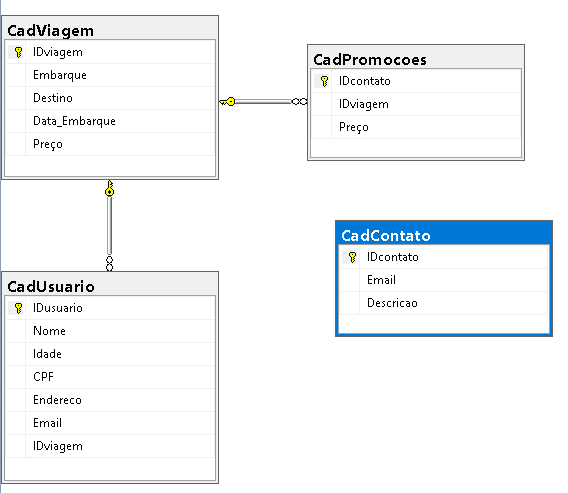 CadViagem
IDviagem
Embarque
Destino
Data_Embarque
Preço
CadPromocoes
IDcontato
IDviagem
Preço
CadContato
IDcontato
Email
Descricao
CadUsuario
IDusuario
Nome
Idade
CPF
Endereco
Email
IDviagem